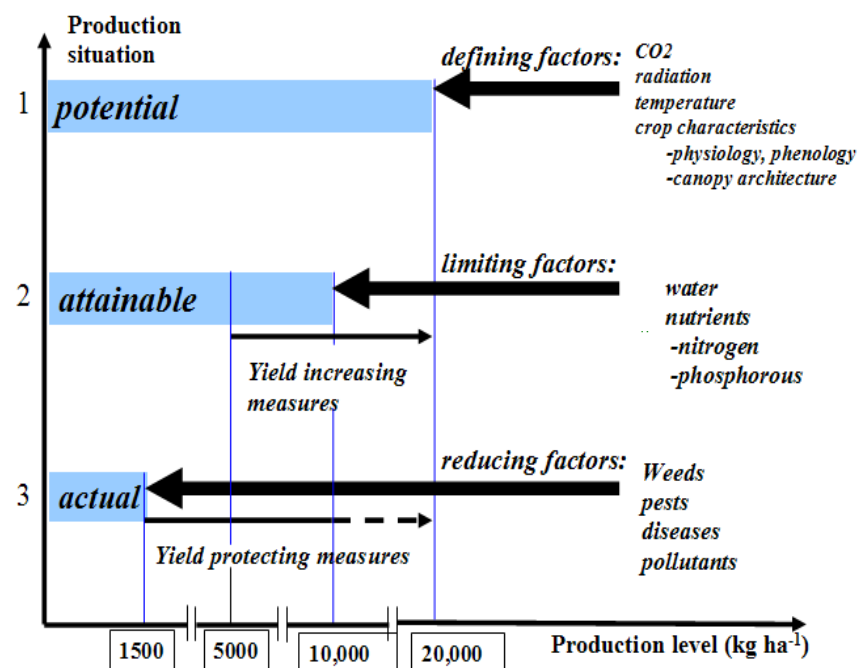 Production
situation
1
potential
defining factors:
CO2
radiation
temperature
crop characteristics
-physiology, phenology
-canopy architecture
2
attainable
limiting factors:
water
nutrients
-nitrogen
-phosphorous
Yield increasing
measures
3
actual
reducing factors:
Weeds
pests
diseases
pollutants
Yield protecting measures
1500
5000
10,000
20,000
Production level (kg ha⁻¹)